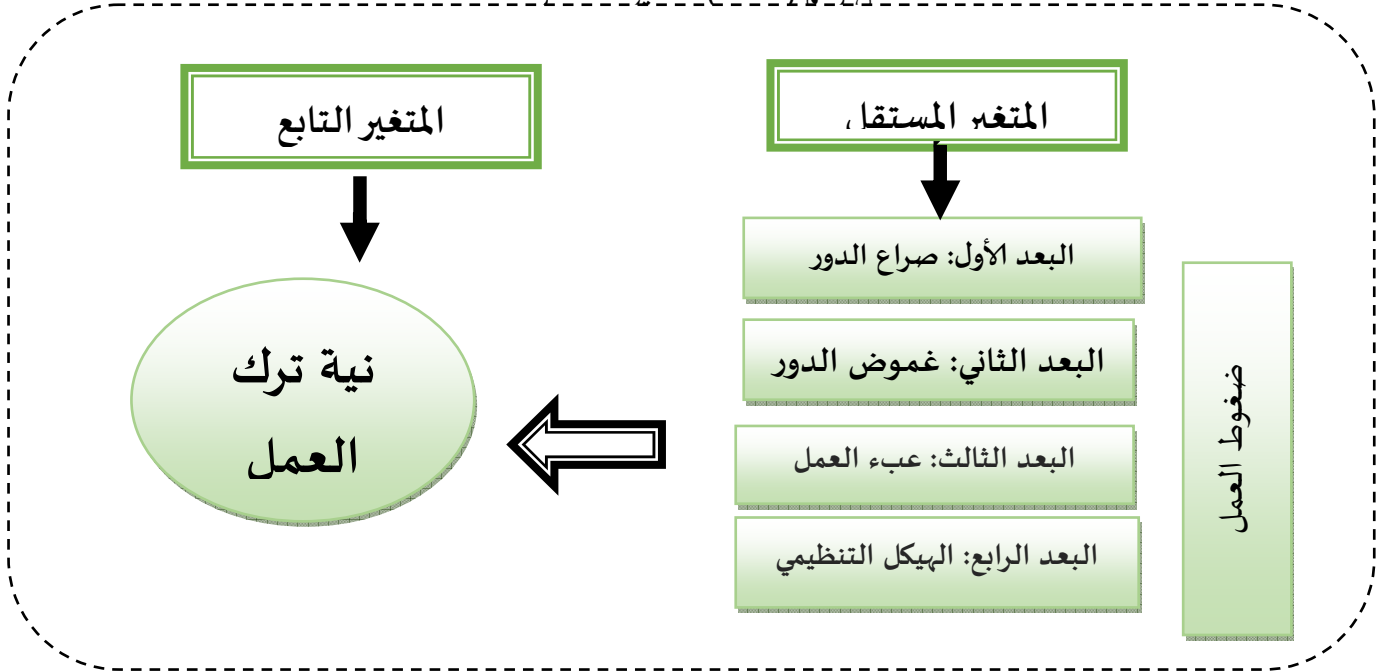 المتغير المستقل
المتغير التابع
البعد الأول: صراع الدور
البعد الثاني: غموض الدور
البعد الثالث: عبء العمل
البعد الرابع: الهيكل التنظيمي
ضغوط العمل
نية ترك
العمل